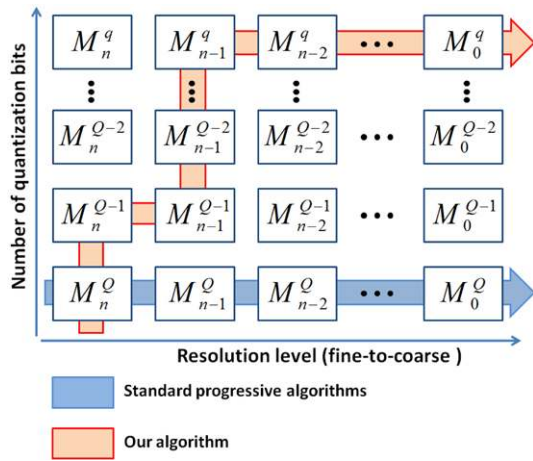 Number of quantization bits
M_n^q M_{n-1}^q M_{n-2}^q ••• M_0^q
M_n^{Q-2} M_{n-1}^{Q-2} M_{n-2}^{Q-2} ••• M_0^{Q-2}
M_n^{Q-1} M_{n-1}^{Q-1} M_{n-2}^{Q-1} ••• M_0^{Q-1}
M_n^Q M_{n-1}^Q M_{n-2}^Q ••• M_0^Q
Resolution level (fine-to-coarse )
Standard progressive algorithms
Our algorithm